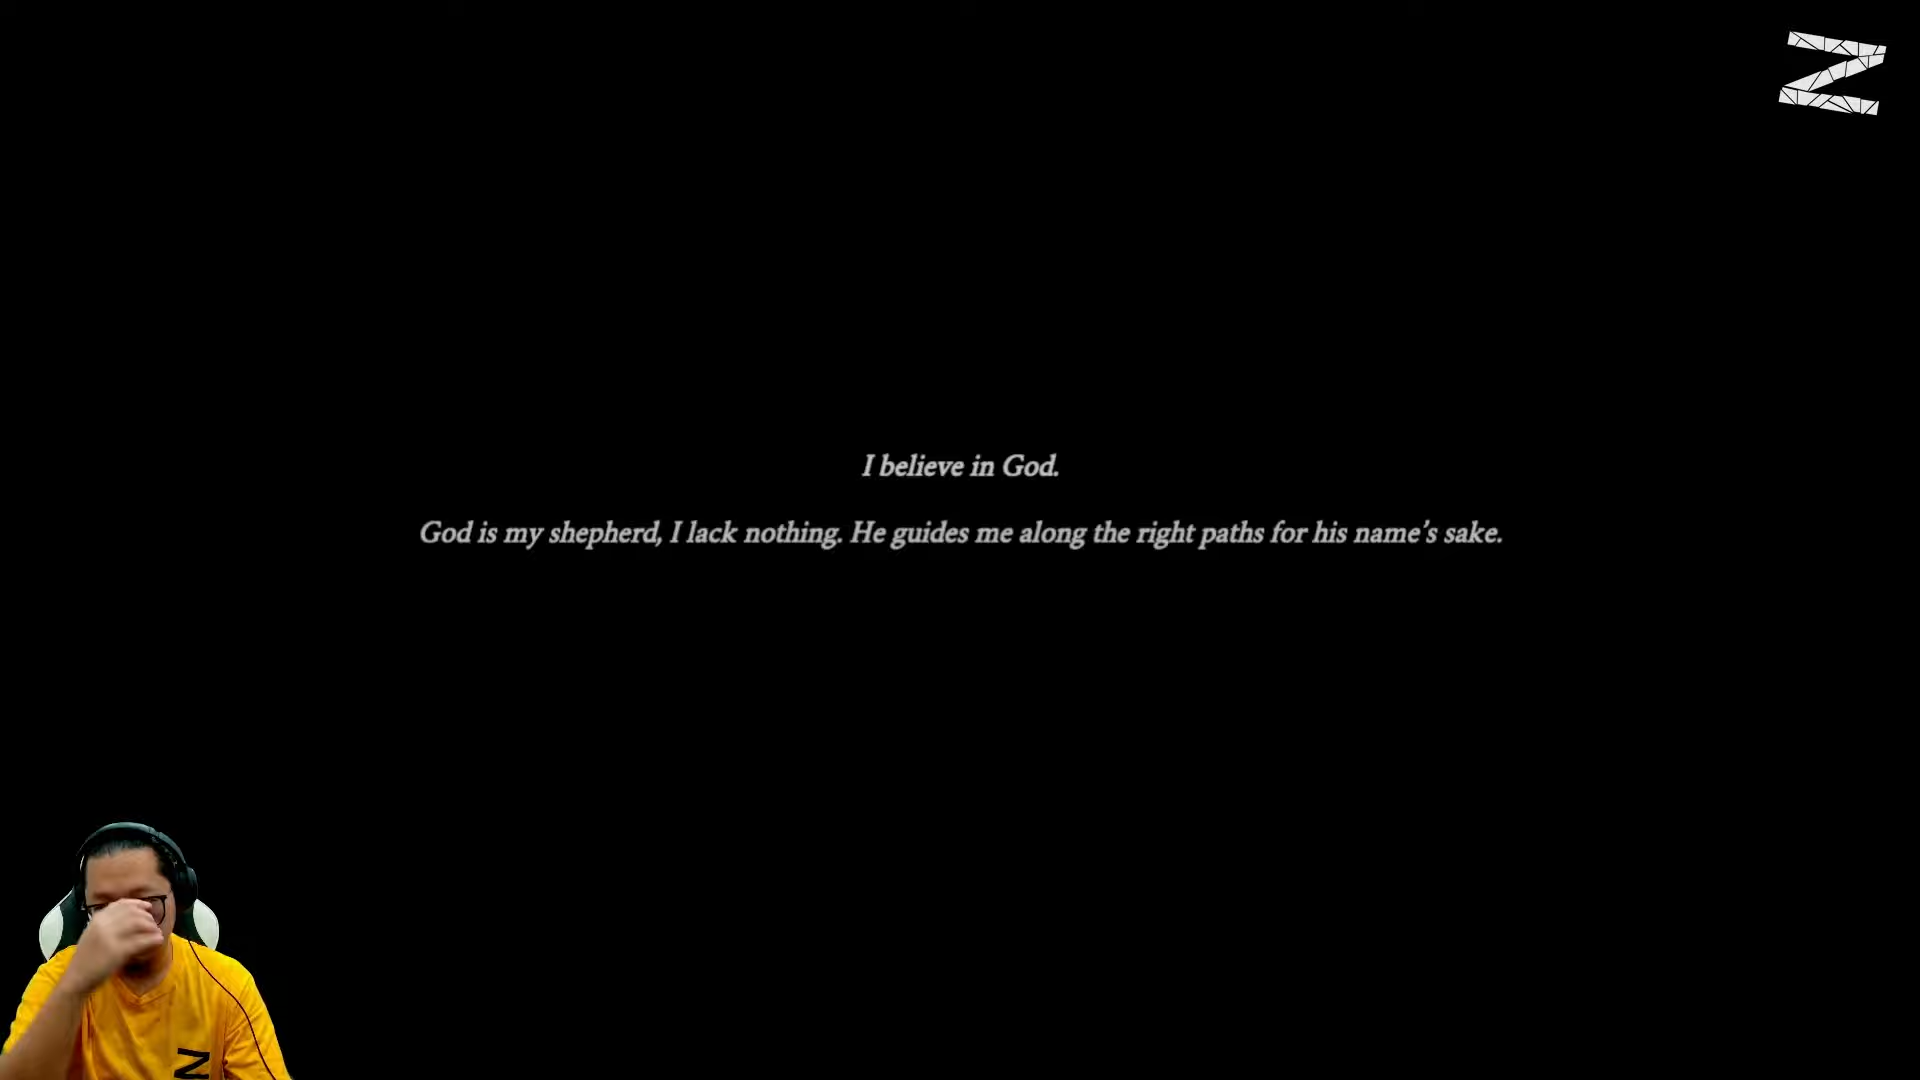 Z
I believe in God.
God is my shepherd, I lack nothing. He guides me along the right paths for his name's sake.
Z